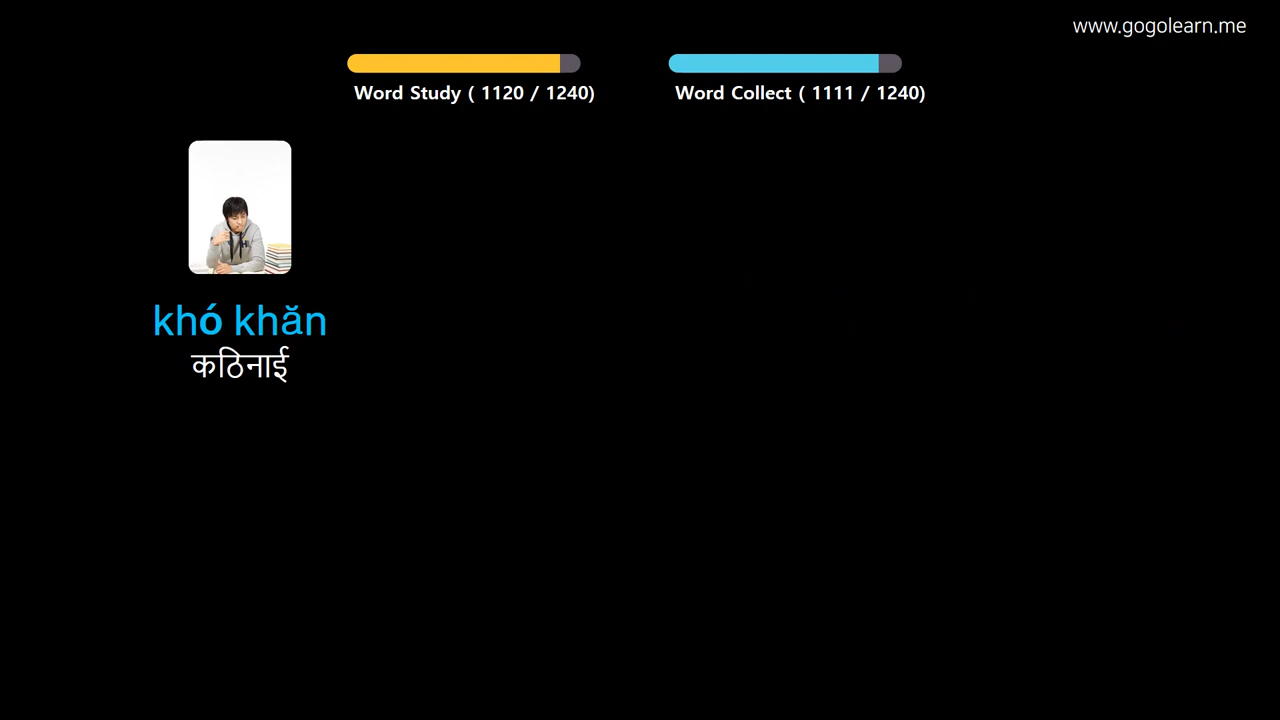 www.gogolearn.me
Word Study ( 1120 / 1240)
Word Collect ( 1111 / 1240)
khó khăn
कठिनाई